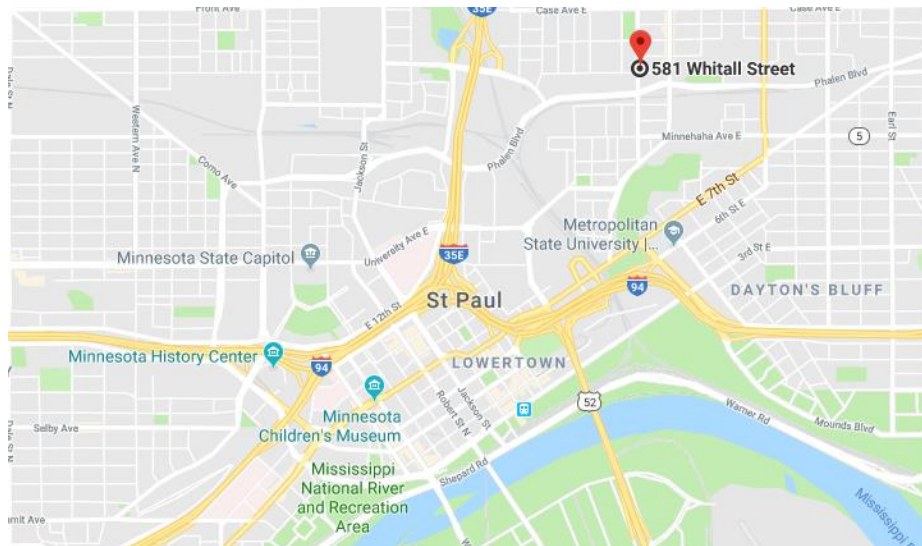 Front Ave
35E
Case Ave E
Case Ave E
581 Whitall Street
Phalen Blvd
Western Ave N
Earl St
Minnehaha Ave E
5
Como Ave
Jackson St
Phalen Blvd
E 7th St
6th St E
Metropolitan
State University |...
University Ave E
3rd St E
Minnesota State Capitol
35E
94
DAYTON'S BLUFF
St Paul
E 12th St
Minnesota History Center
94
LOWERTOWN
Minnesota
Children's Museum
Robert St N
Jackson St
52
Warner Rd
Mounds Blvd
Selby Ave
Shepard Rd
Mississippi
National River
and Recreation
Area
Mississippi
mit Ave